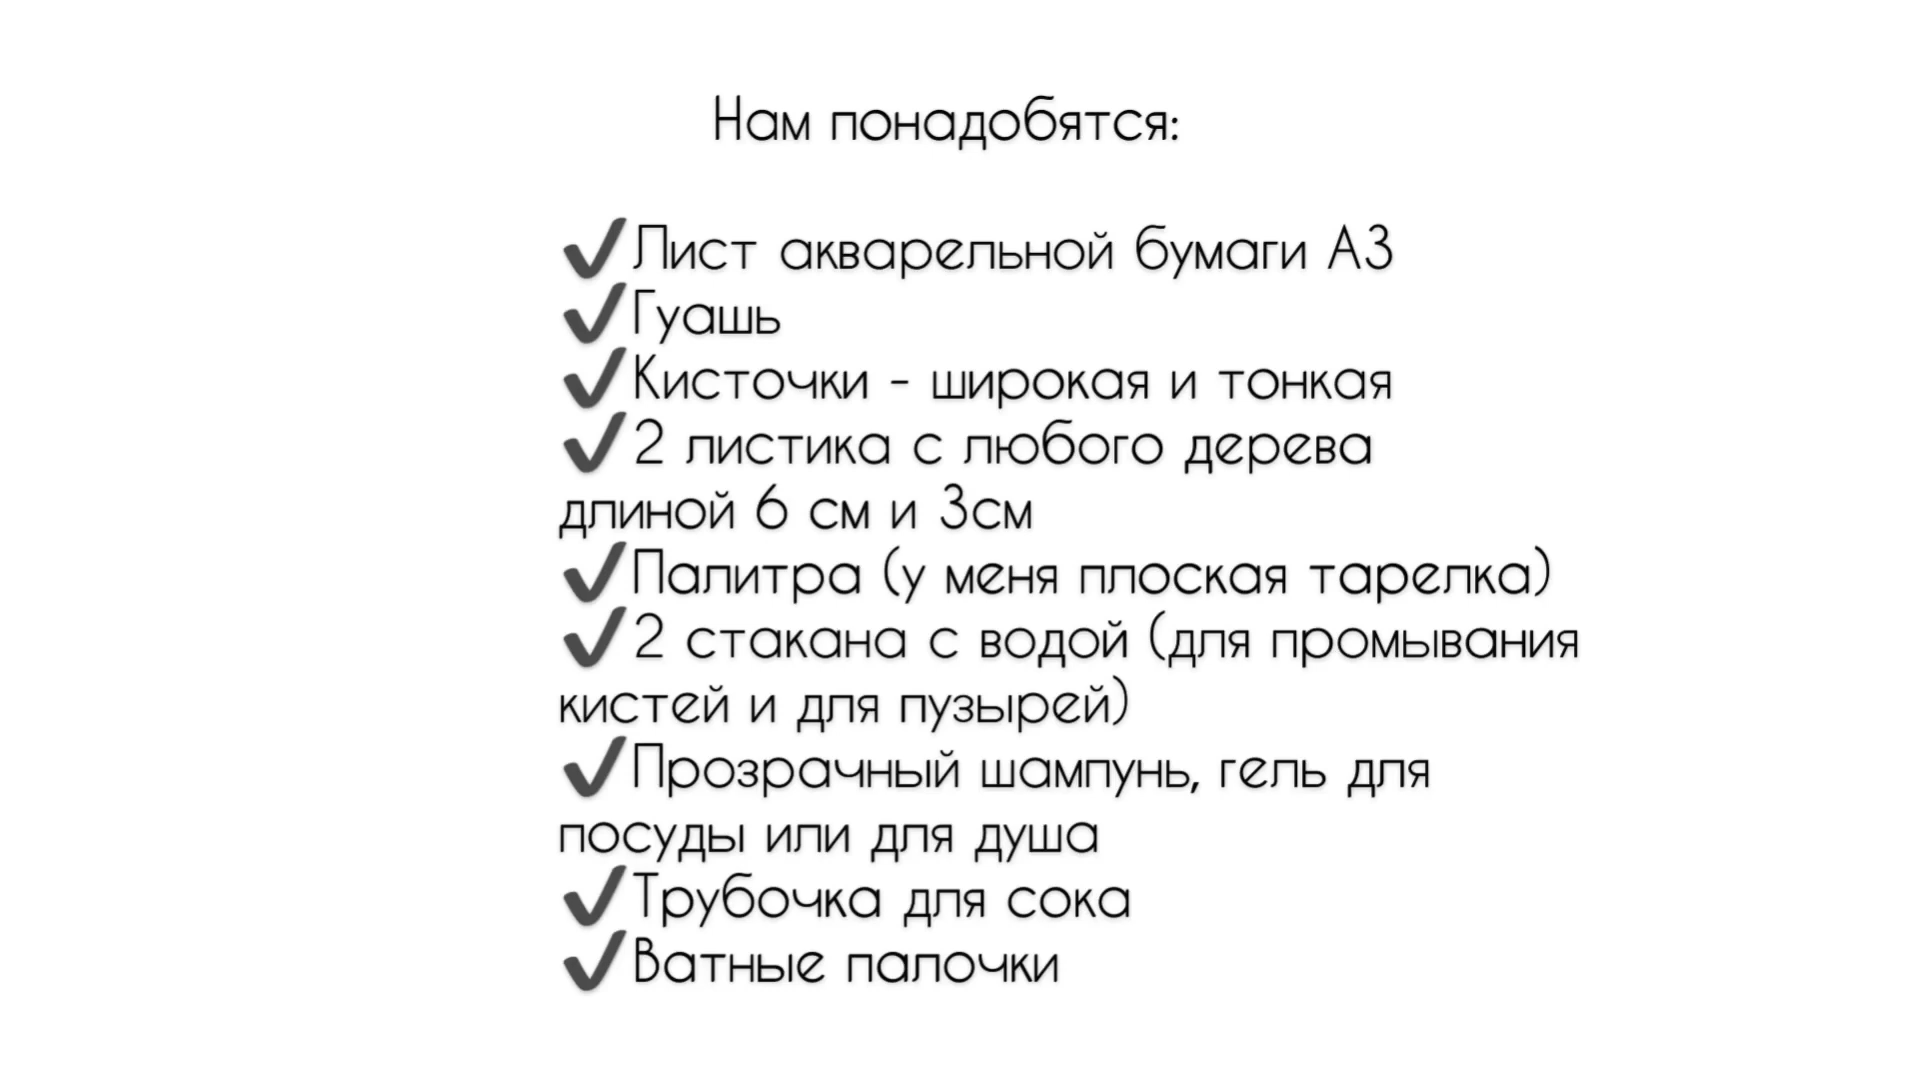 Нам понадобятся:
✔Лист акварельной бумаги А3
✔Гуашь
✔Кисточки - широкая и тонкая
✔2 листика с любого дерева
длиной 6 см и 3см
✔Палитра (у меня плоская тарелка)
✔2 стакана с водой (для промывания
кистей и для пузырей)
✔Прозрачный шампунь, гель для
посуды или для душа
✔Трубочка для сока
✔Ватные палочки